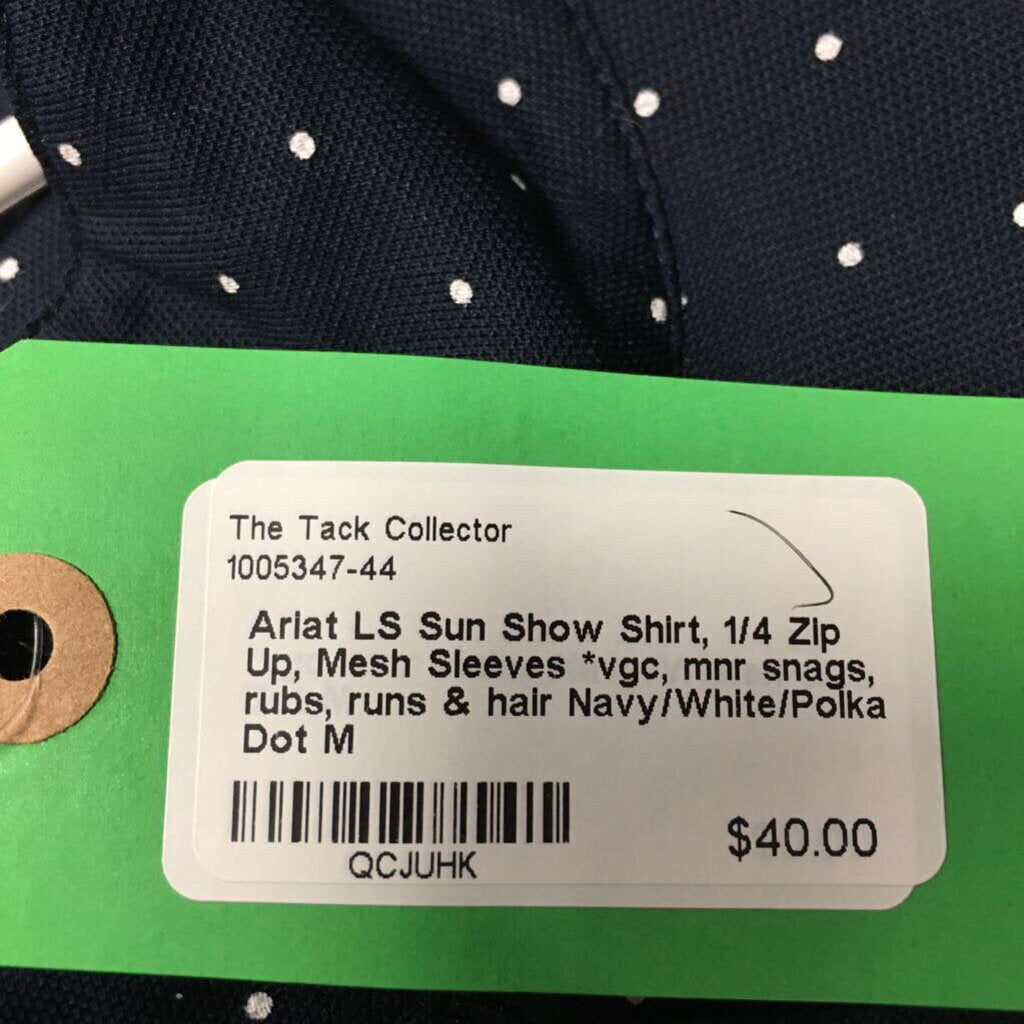 The Tack Collector
1005347-44
Ariat LS Sun Show Shirt, 1/4 Zip
Up, Mesh Sleeves *vgc, mnr snags,
rubs, runs & hair Navy/White/Polka
Dot M
QCJUHK
$40.00